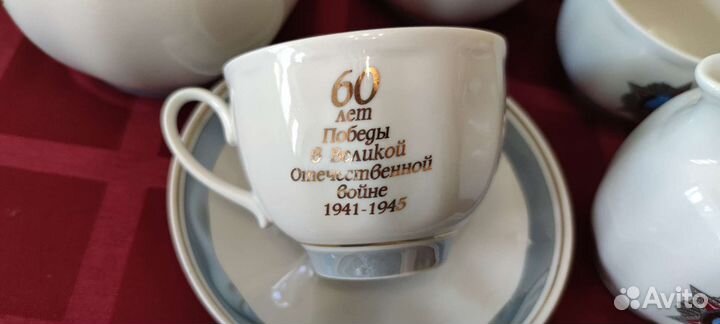 60
лет
Победы
в Великой
Отечественной
войне
1941-1945
Avito